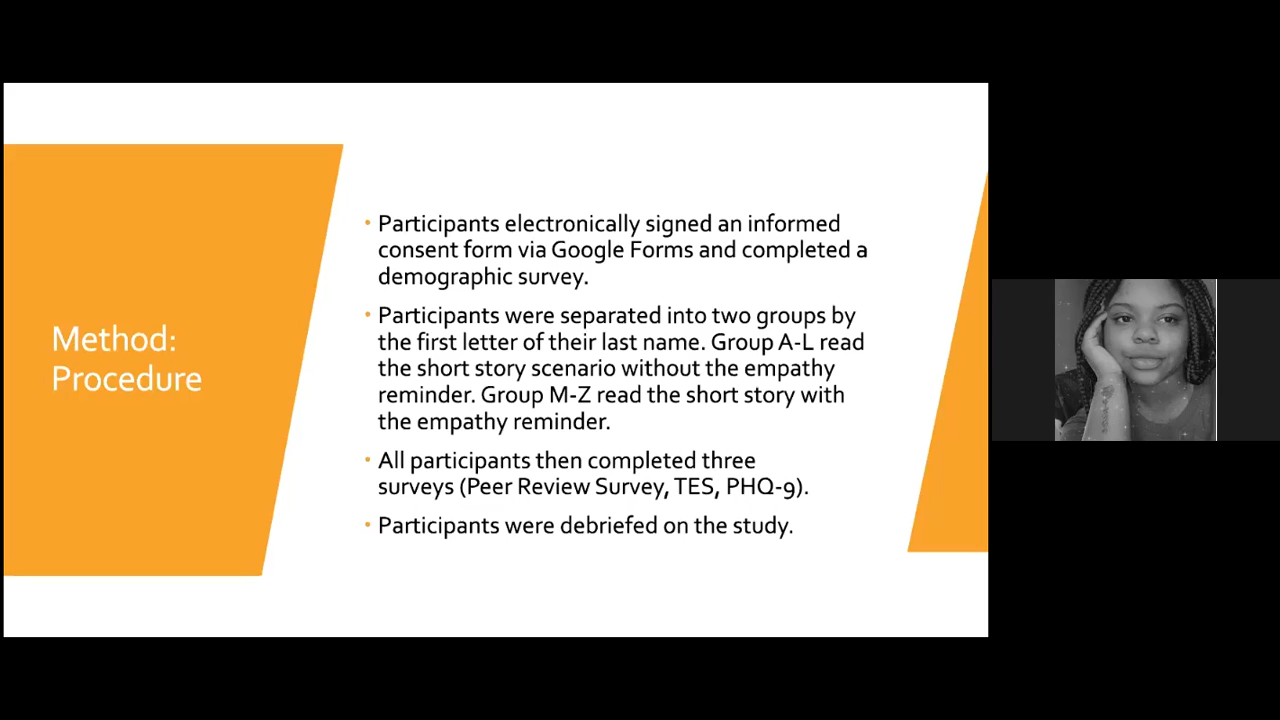 Method:
Procedure
• Participants electronically signed an informed
consent form via Google Forms and completed a
demographic survey.
• Participants were separated into two groups by
the first letter of their last name. Group A-L read
the short story scenario without the empathy
reminder. Group M-Z read the short story with
the empathy reminder.
• All participants then completed three
surveys (Peer Review Survey, TES, PHQ-9).
• Participants were debriefed on the study.